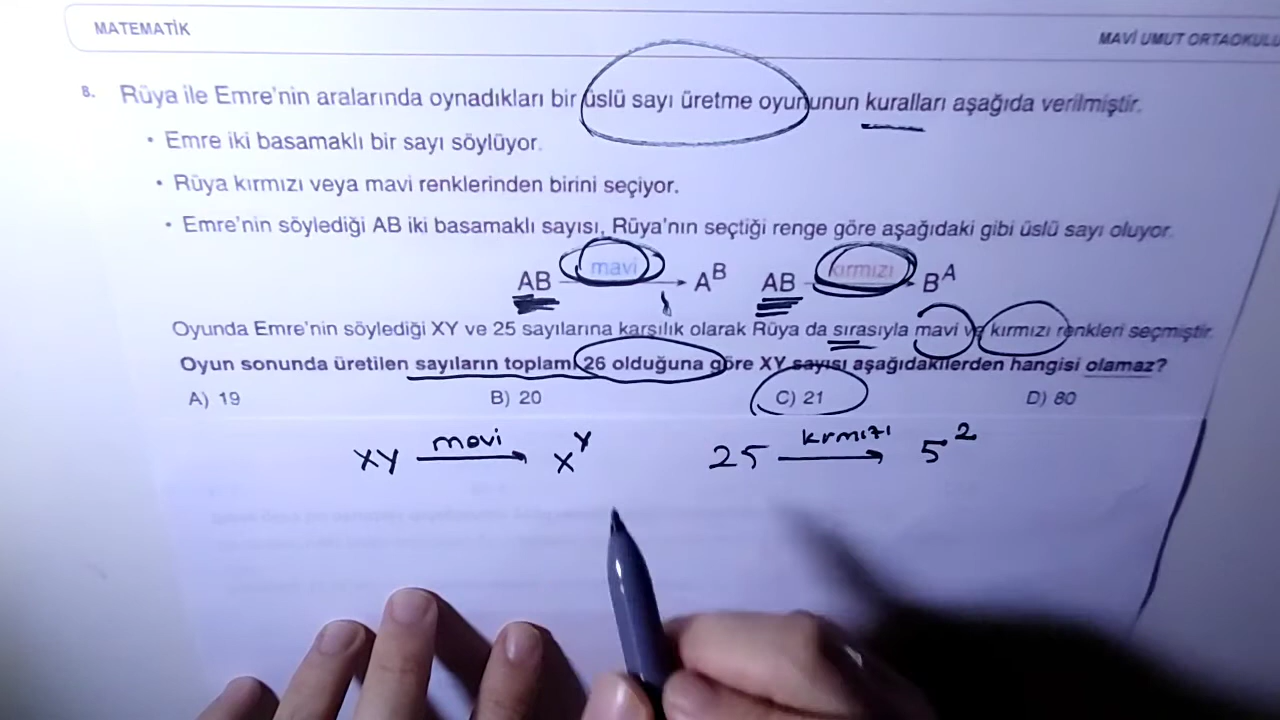 MATEMATİK
MAVİ UMUT ORTAOKULU
8. Rüya ile Emre'nin aralarında oynadıkları bir üslü sayı üretme oyununun kuralları aşağıda verilmiştir.
• Emre iki basamaklı bir sayı söylüyor.
• Rüya kırmızı veya mavi renklerinden birini seçiyor.
• Emre'nin söylediği AB iki basamaklı sayısı, Rüya'nın seçtiği renge göre aşağıdaki gibi üslü sayı oluyor.
AB mavi → A^B AB kırmızı → B^A
Oyunda Emre'nin söylediği XY ve 25 sayılarına karşılık olarak Rüya da sırasıyla mavi ve kırmızı renkleri seçmiştir.
Oyun sonunda üretilen sayıların toplamı 26 olduğuna göre XY sayısı aşağıdakilerden hangisi olamaz?
A) 19 B) 20 C) 21 D) 80
XY mavi → X^Y 25 kırmızı → 5^2